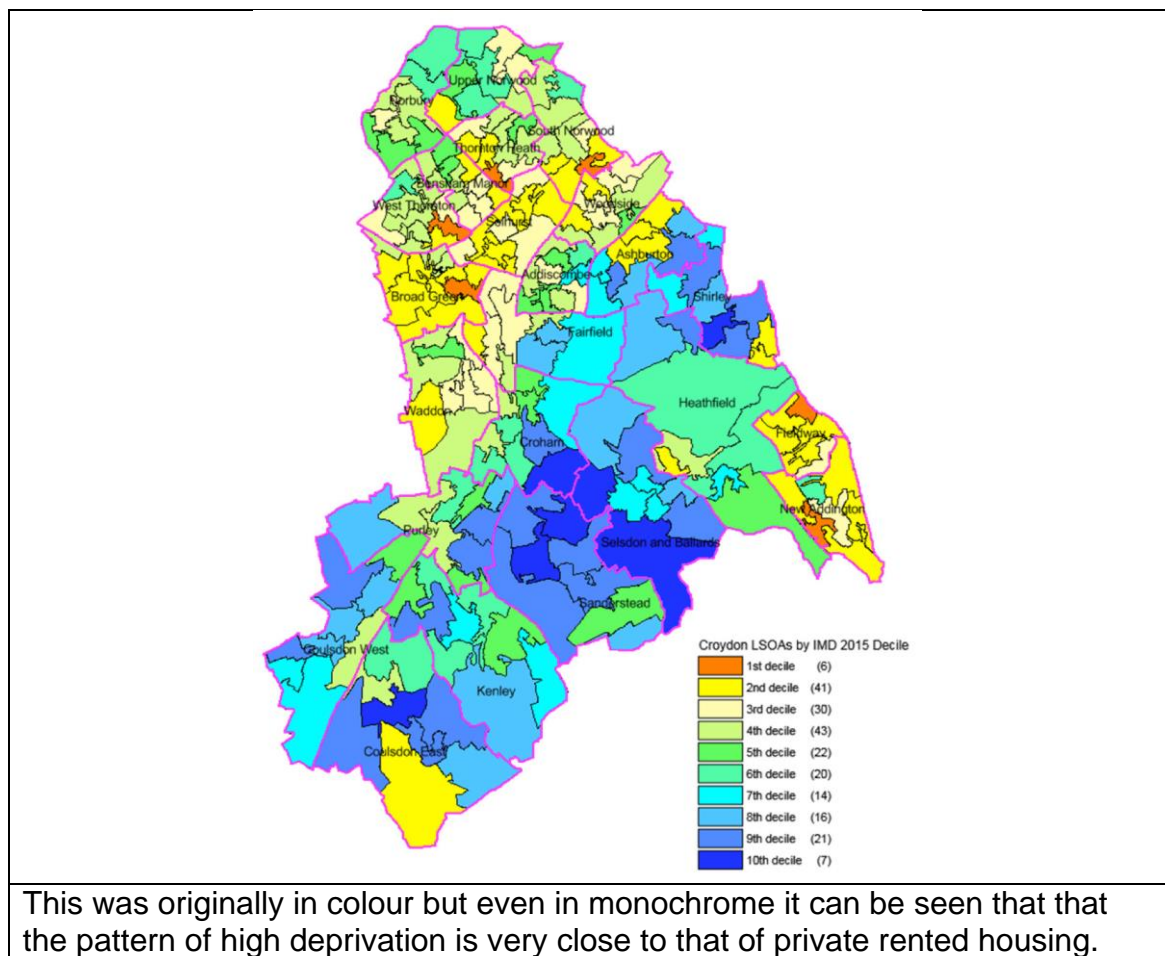 Upper Norwood
Norbury
South Norwood
Thornton Heath
Bensham Manor
West Thornton
Selhurst
Woodside
Ashburton
Addiscombe
Broad Green
Shirley
Fairfield
Heathfield
Waddon
Fieldway
Croham
New Addington
Purley
Selsdon and Ballards
Sanderstead
Coulsdon West
Kenley
Coulsdon East
Croydon LSOAs by IMD 2015 Decile
1st decile (6)
2nd decile (41)
3rd decile (30)
4th decile (43)
5th decile (22)
6th decile (20)
7th decile (14)
8th decile (16)
9th decile (21)
10th decile (7)
This was originally in colour but even in monochrome it can be seen that that
the pattern of high deprivation is very close to that of private rented housing.